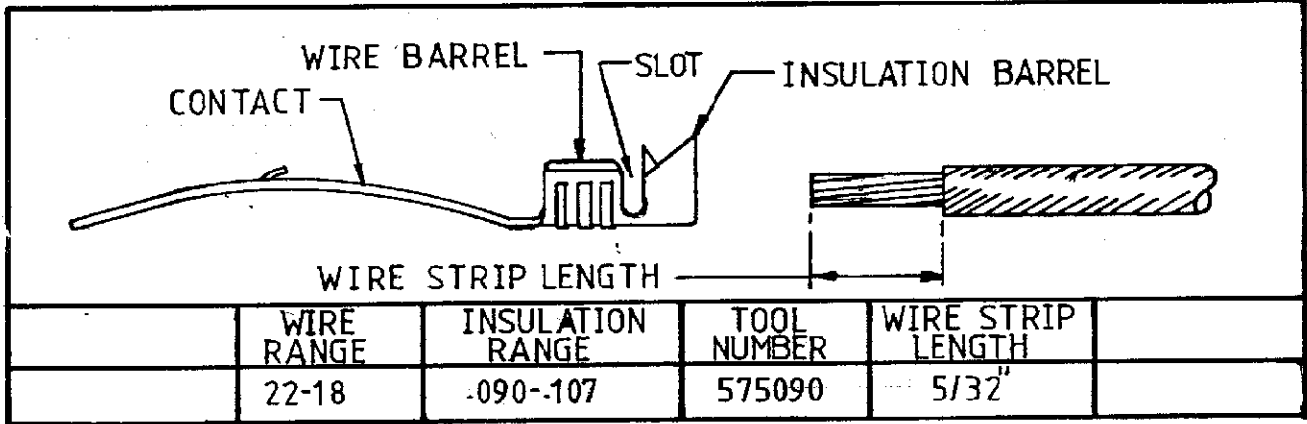 WIRE BARREL
SLOT
INSULATION BARREL
CONTACT
WIRE STRIP LENGTH
WIRE RANGE
INSULATION RANGE
TOOL NUMBER
WIRE STRIP LENGTH
22-18
.090-.107
575090
5/32"